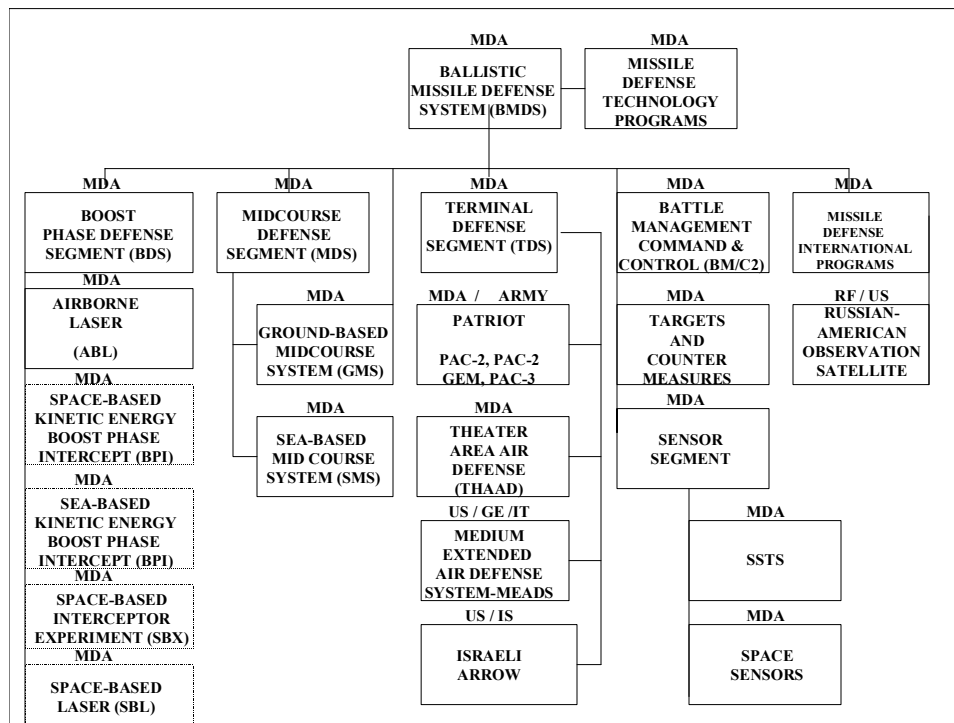 MDA
BALLISTIC
MISSILE DEFENSE
SYSTEM (BMDS)
MDA
MISSILE
DEFENSE
TECHNOLOGY
PROGRAMS
MDA
BOOST
PHASE DEFENSE
SEGMENT (BDS)
MDA
AIRBORNE
LASER
(ABL)
MDA
SPACE-BASED
KINETIC ENERGY
BOOST PHASE
INTERCEPT (BPI)
MDA
SEA-BASED
KINETIC ENERGY
BOOST PHASE
INTERCEPT (BPI)
MDA
SPACE-BASED
INTERCEPTOR
EXPERIMENT (SBX)
MDA
SPACE-BASED
LASER (SBL)
MDA
MIDCOURSE
DEFENSE
SEGMENT (MDS)
MDA
GROUND-BASED
MIDCOURSE
SYSTEM (GMS)
MDA
SEA-BASED
MID COURSE
SYSTEM (SMS)
MDA
TERMINAL
DEFENSE
SEGMENT (TDS)
MDA / ARMY
PATRIOT
PAC-2, PAC-2
GEM, PAC-3
MDA
THEATER
AREA AIR
DEFENSE
(THAAD)
US / GE /IT
MEDIUM
EXTENDED
AIR DEFENSE
SYSTEM-MEADS
US / IS
ISRAELI
ARROW
MDA
BATTLE
MANAGEMENT
COMMAND &
CONTROL (BM/C2)
MDA
TARGETS
AND
COUNTER
MEASURES
MDA
SENSOR
SEGMENT
MDA
SSTS
MDA
SPACE
SENSORS
MDA
MISSILE
DEFENSE
INTERNATIONAL
PROGRAMS
RF / US
RUSSIAN-
AMERICAN
OBSERVATION
SATELLITE